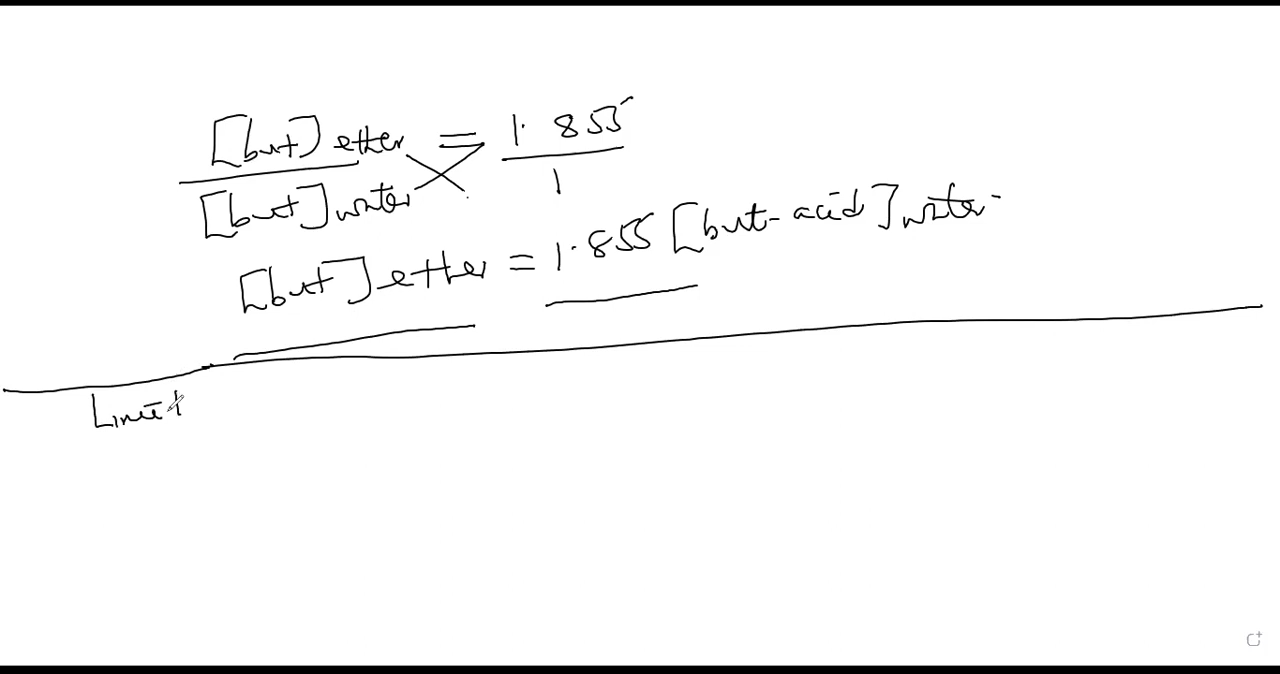 [but] ether = 1.855
[but] water 1
[but] ether = 1.855 [but-acid] water
Limit